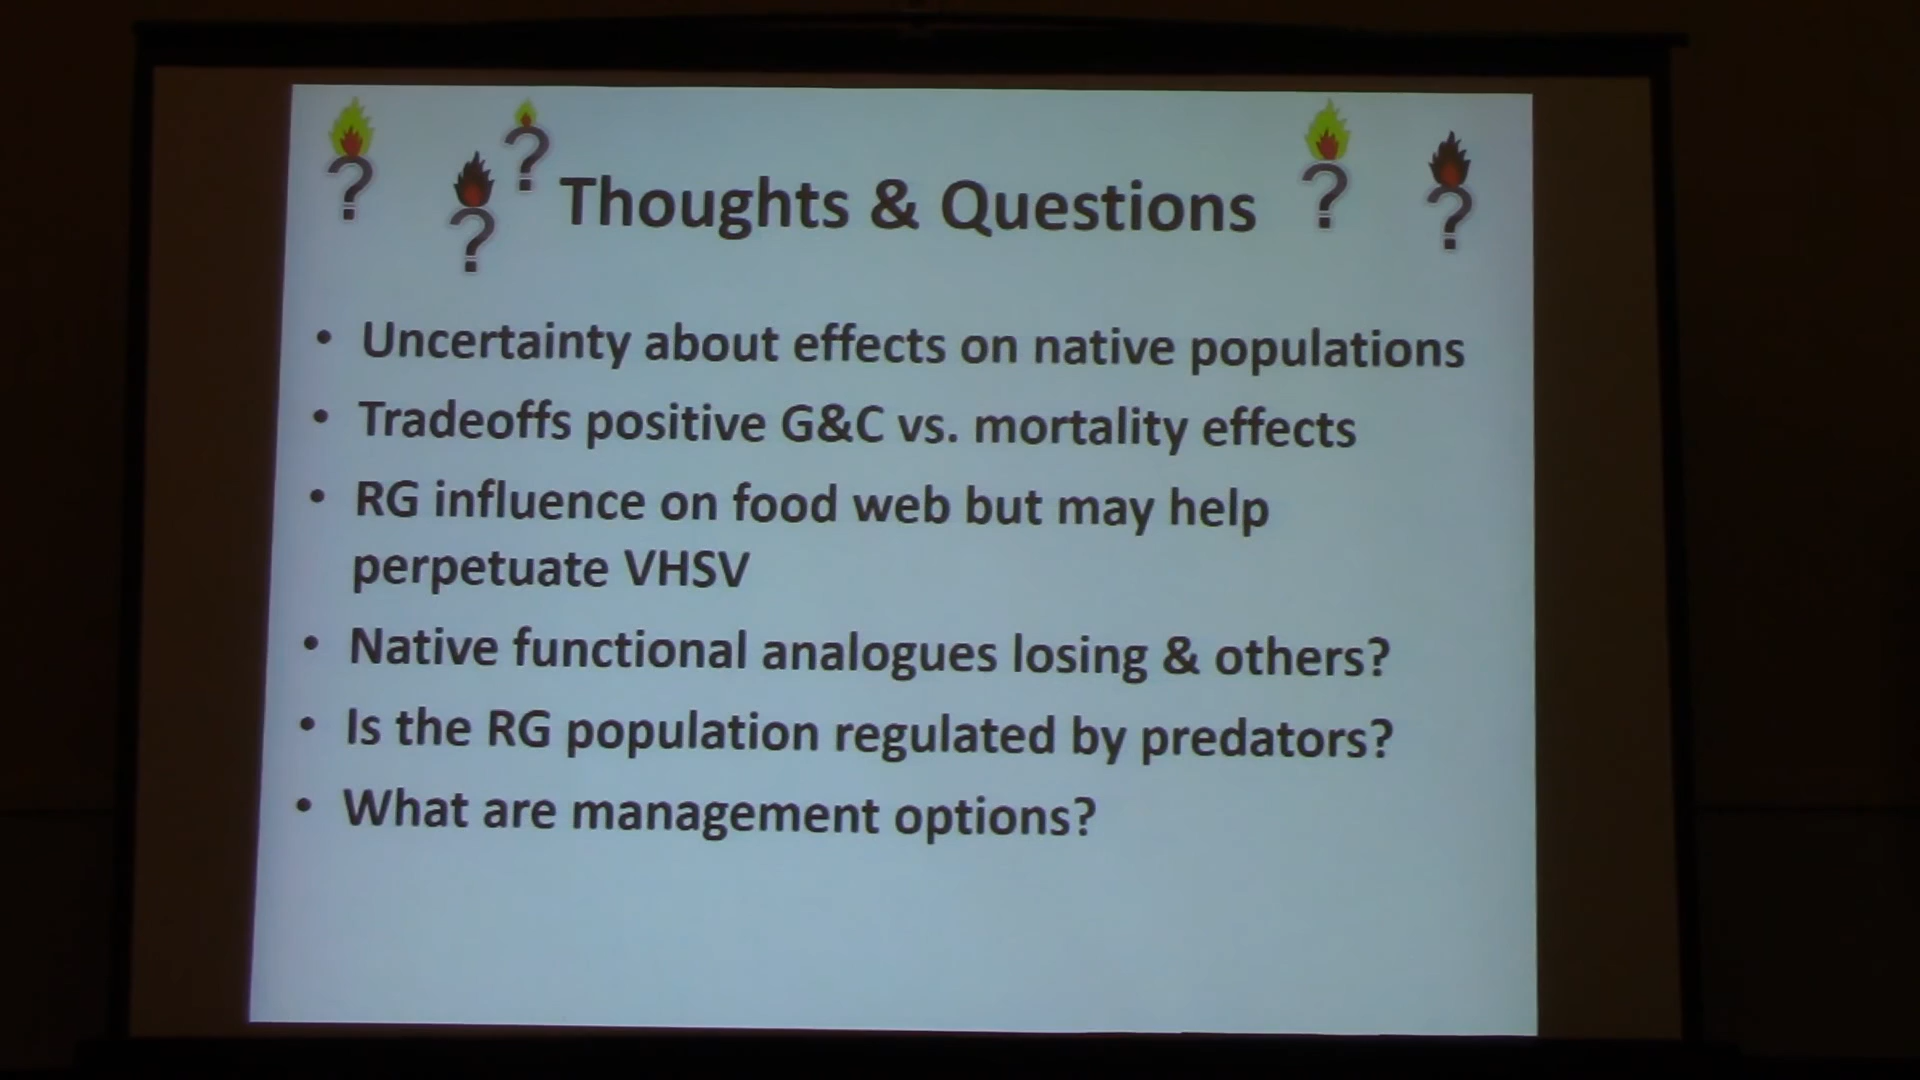 ? ? ? ? ?
Thoughts & Questions
• Uncertainty about effects on native populations
• Tradeoffs positive G&C vs. mortality effects
• RG influence on food web but may help
perpetuate VHSV
• Native functional analogues losing & others?
• Is the RG population regulated by predators?
• What are management options?